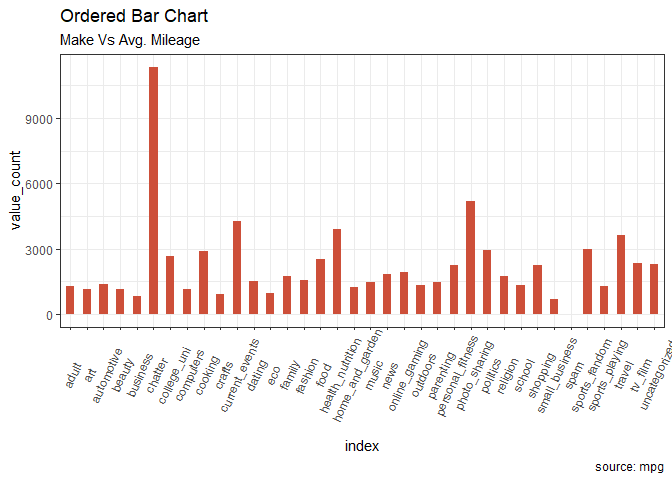 Ordered Bar Chart
Make Vs Avg. Mileage
value_count
9000
6000
3000
0
adult
art
automotive
beauty
business
chatter
college_uni
computers
cooking
crafts
current_events
dating
eco
family
fashion
food
health_nutrition
home_and_garden
music
news
online_gaming
outdoors
parenting
personal_fitness
photo_sharing
politics
religion
school
shopping
small_business
spam
sports_fandom
sports_playing
travel
tv_film
uncategorized
index
source: mpg